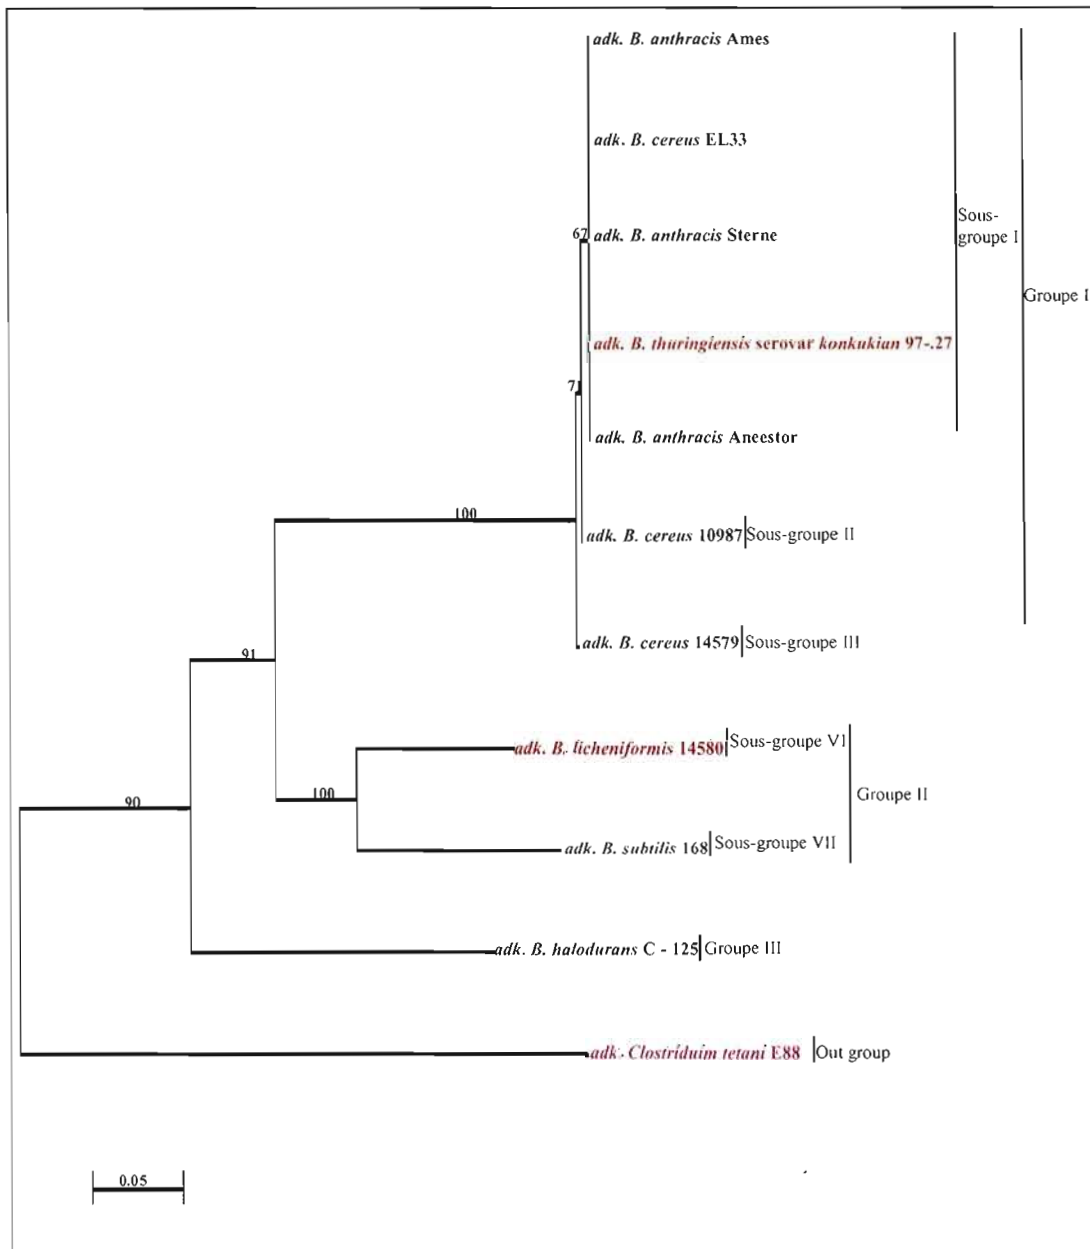 adk. B. anthracis Ames
adk. B. cereus EL33
Sous-
groupe I
67 adk. B. anthracis Sterne
Groupe I
adk. B. thuringiensis serovar konkukian 97-.27
71
adk. B. anthracis Aneestor
100
adk. B. cereus 10987 Sous-groupe II
adk. B. cereus 14579 Sous-groupe III
91
adk. B. licheniformis 14580 Sous-groupe VI
100
Groupe II
90
adk. B. subtilis 168 Sous-groupe VII
adk. B. halodurans C - 125 Groupe III
adk. Clostriduim tetani E88 Out group
0.05